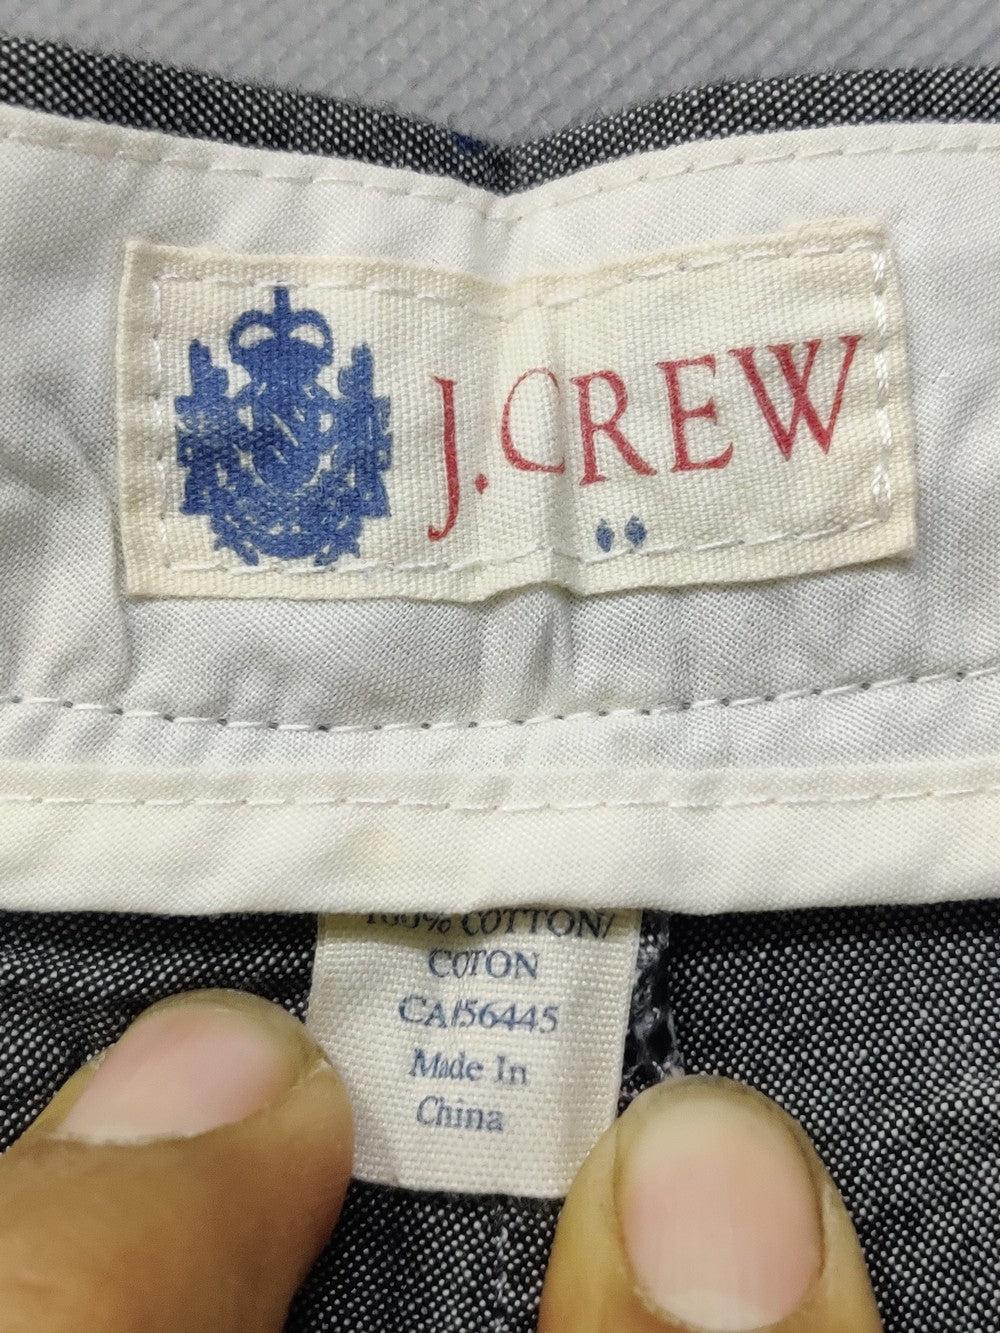 J.CREW
100% COTTON/
COTON
CA/56445
Made In
China